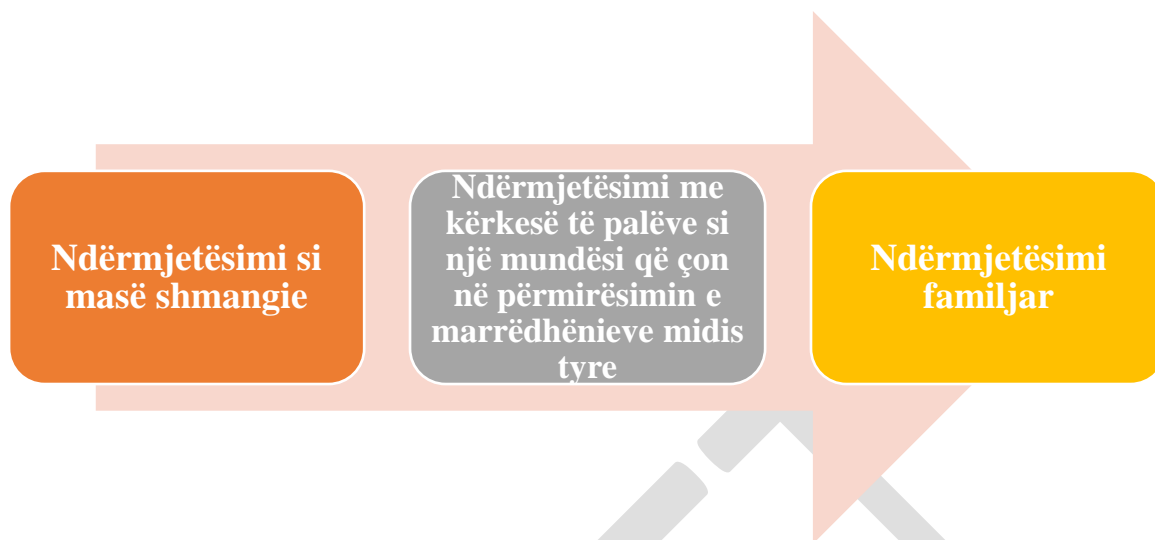 Ndërmjetësimi si
masë shmangie
Ndërmjetësimi me
kërkesë të palëve si
një mundësi që çon
në përmirësimin e
marrëdhënieve midis
tyre
Ndërmjetësimi
familjar